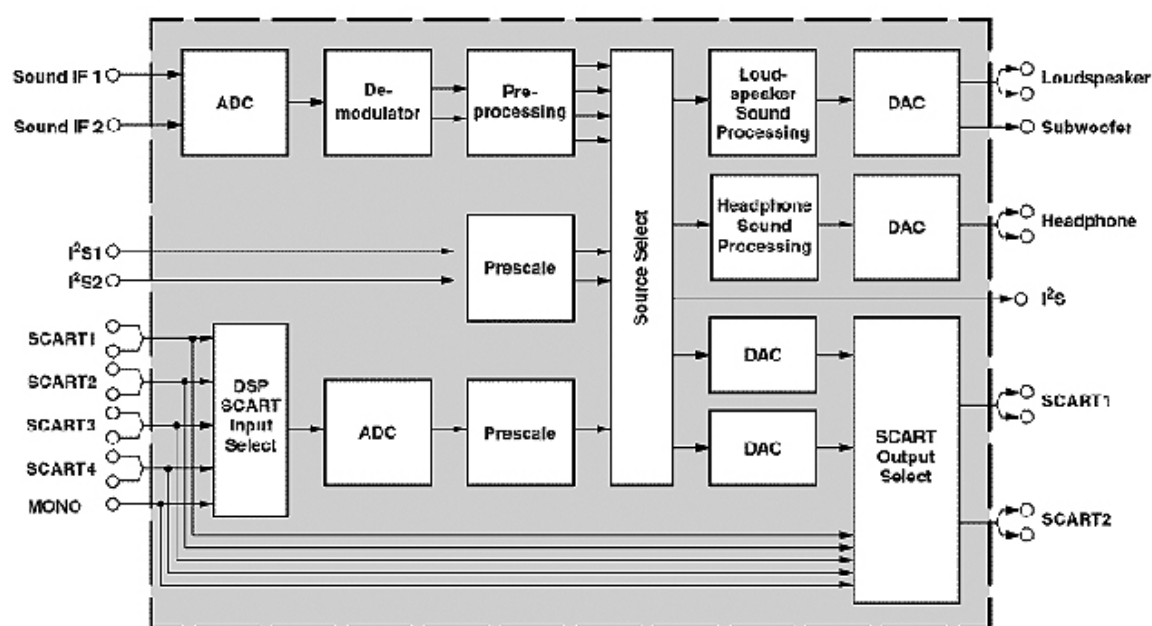 Sound IF 1
Sound IF 2
ADC
De-
modulator
Pre-
processing
Loud-
speaker
Sound
Processing
DAC
Loudspeaker
Subwoofer
I²S1
I²S2
Prescale
Source Select
Headphone
Sound
Processing
DAC
Headphone
I²S
SCART1
SCART2
SCART3
SCART4
MONO
DSP
SCART
Input
Select
ADC
Prescale
DAC
DAC
SCART
Output
Select
SCART1
SCART2